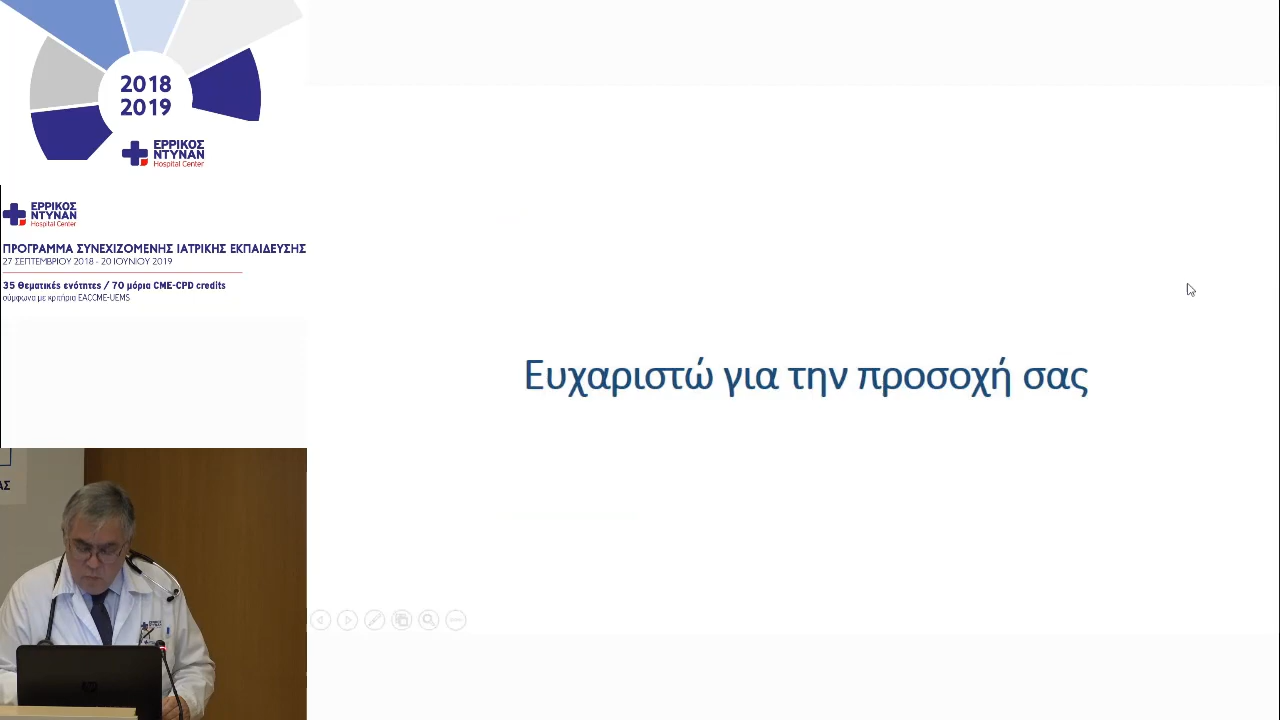 2018
2019
ΕΡΡΙΚΟΣ
ΝΤΥΝΑΝ
Hospital Center
ΕΡΡΙΚΟΣ
ΝΤΥΝΑΝ
Hospital Center
ΠΡΟΓΡΑΜΜΑ ΣΥΝΕΧΙΖΟΜΕΝΗΣ ΙΑΤΡΙΚΗΣ ΕΚΠΑΙΔΕΥΣΗΣ
27 ΣΕΠΤΕΜΒΡΙΟΥ 2018 - 20 ΙΟΥΝΙΟΥ 2019
35 θεματικές ενότητες / 70 μόρια CME-CPD credits
σύμφωνα με κριτήρια EACCME-UEMS
Ευχαριστώ για την προσοχή σας
ΑΣ